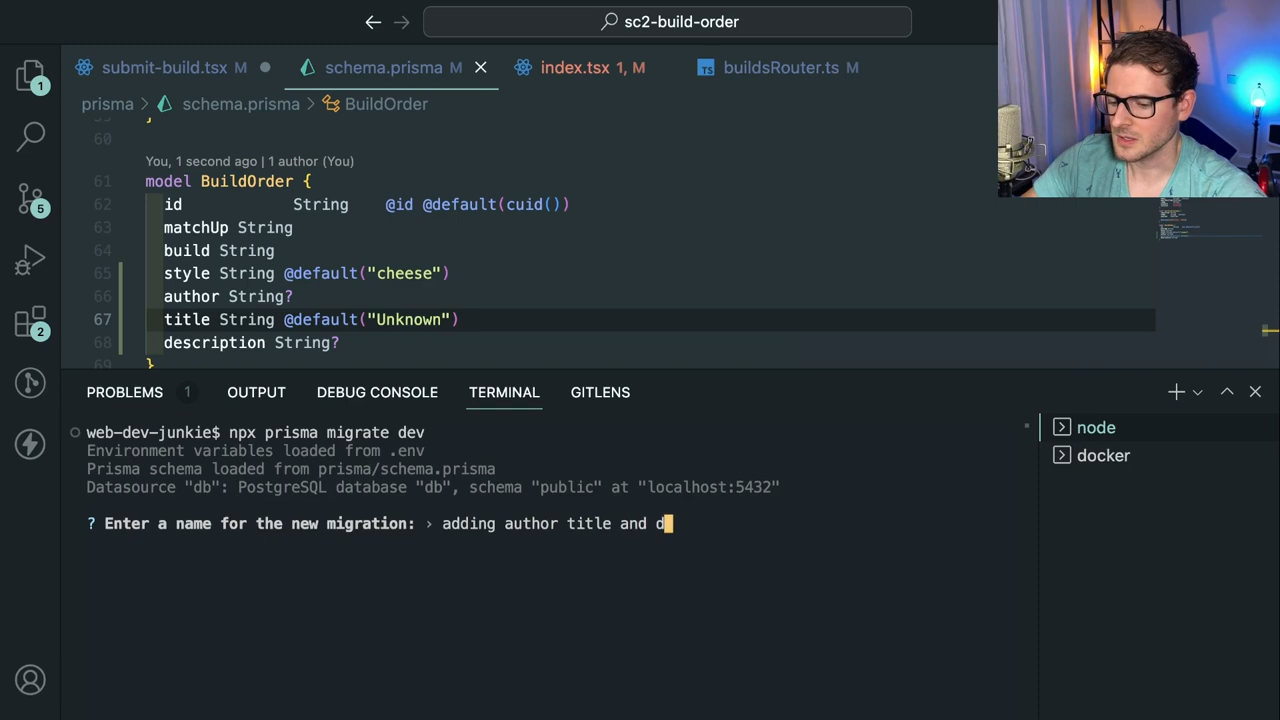 sc2-build-order
1
submit-build.tsx M
schema.prisma M
index.tsx 1, M
TS buildsRouter.ts M
prisma > schema.prisma > BuildOrder
60
You, 1 second ago | 1 author (You)
61 model BuildOrder {
62 id String @id @default(cuid())
63 matchUp String
64 build String
65 style String @default("cheese")
66 author String?
67 title String @default("Unknown")
68 description String?
69 }
5
2
PROBLEMS 1 OUTPUT DEBUG CONSOLE TERMINAL GITLENS
web-dev-junkie$ npx prisma migrate dev
Environment variables loaded from .env
Prisma schema loaded from prisma/schema.prisma
Datasource "db": PostgreSQL database "db", schema "public" at "localhost:5432"
? Enter a name for the new migration: › adding author title and d
node
docker